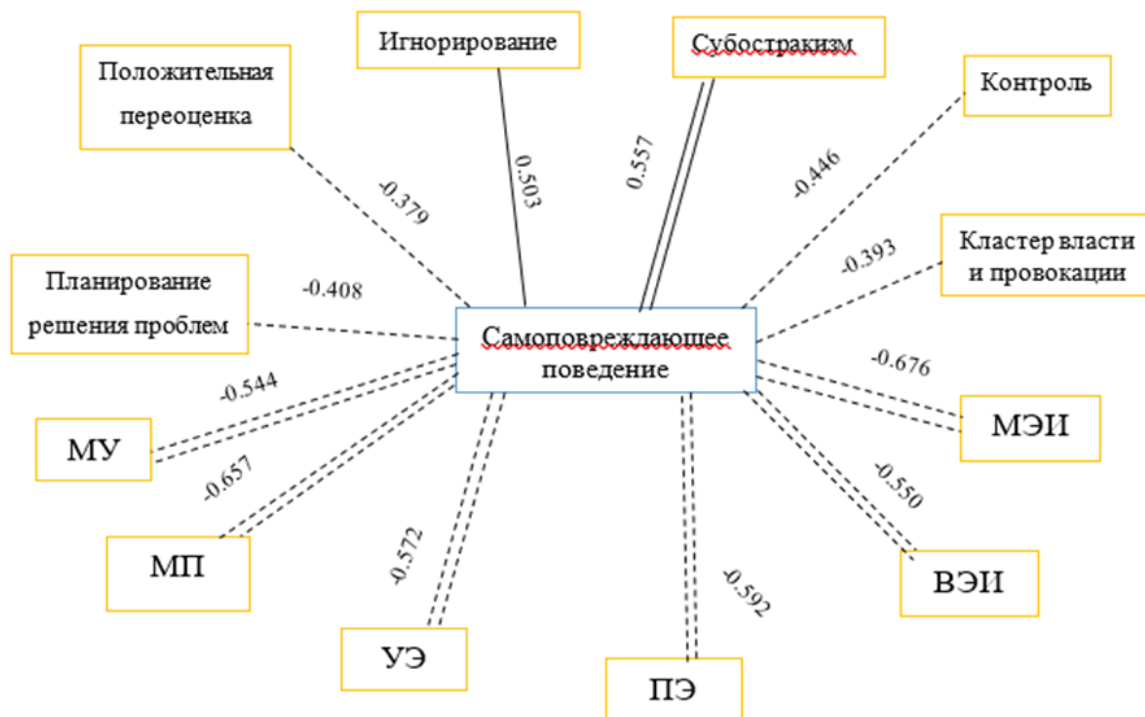 Игнорирование
Субостракизм
Положительная
переоценка
Контроль
0.503
0.557
-0.446
-0.379
Кластер власти
и провокации
-0.393
Планирование
решения проблем
-0.408
Самоповреждающее
поведение
-0.544
-0.676
МУ
МЭИ
-0.657
-0.550
МП
-0.572
-0.592
ВЭИ
УЭ
ПЭ